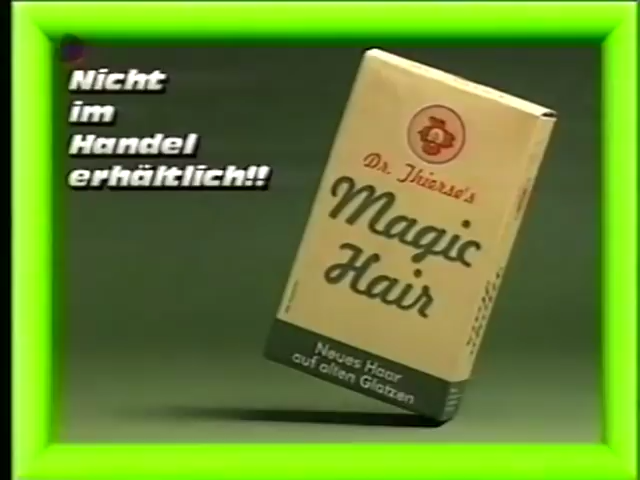 Nicht
im
Handel
erhältlich!!
Dr. Thierse's
Magic
Hair
Neues Haar
auf alten Glatzen